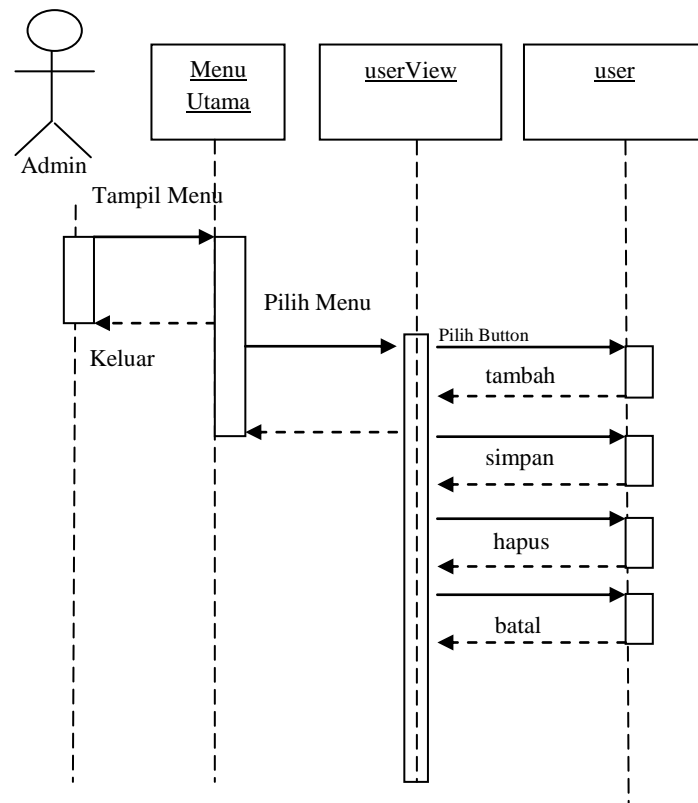 Menu
Utama
userView
user
Admin
Tampil Menu
Pilih Menu
Pilih Button
Keluar
tambah
simpan
hapus
batal